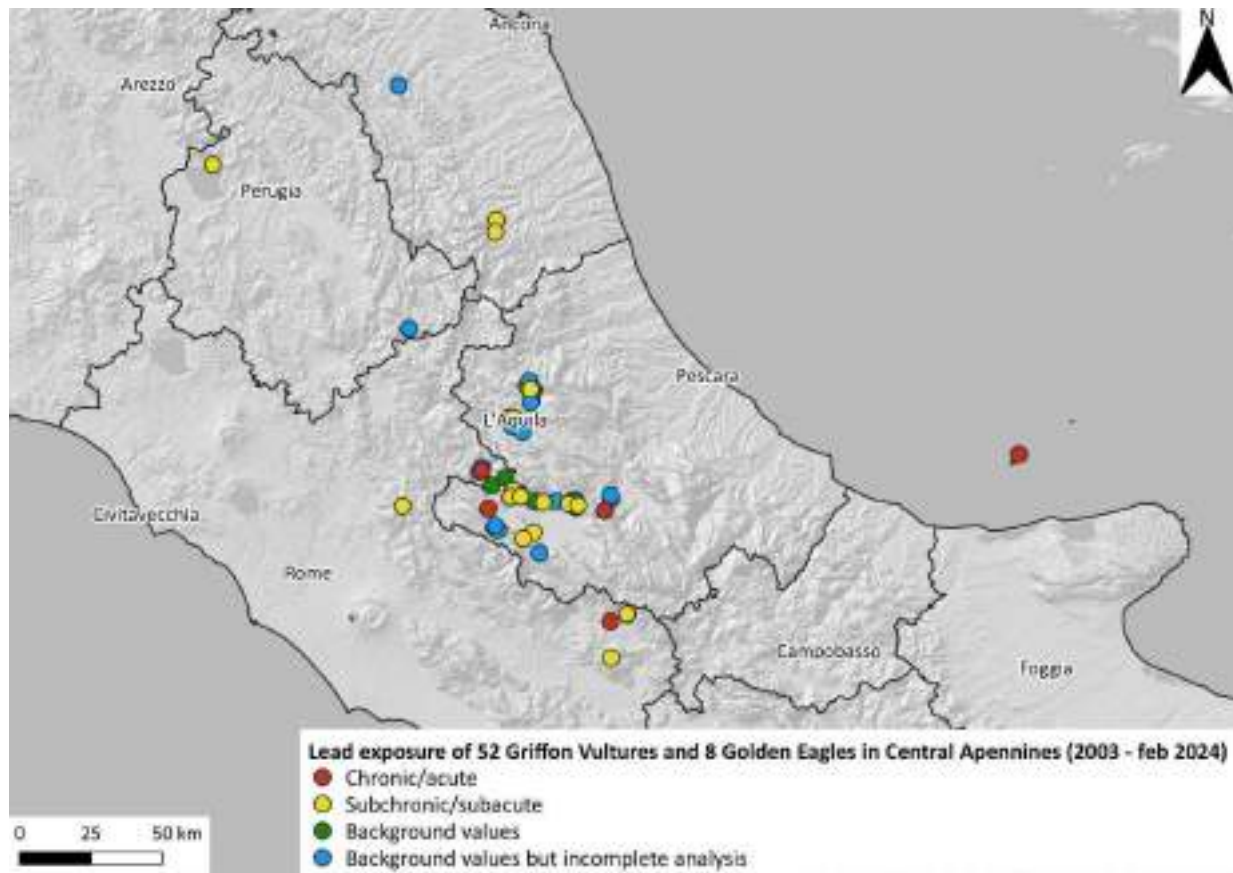 Ancona
N
Arezzo
Perugia
Pescara
L'Aquila
Civitavecchia
Rome
Campobasso
Foggia
Lead exposure of 52 Griffon Vultures and 8 Golden Eagles in Central Apennines (2003 - feb 2024)
Chronic/acute
Subchronic/subacute
Background values
Background values but incomplete analysis
0 25 50 km